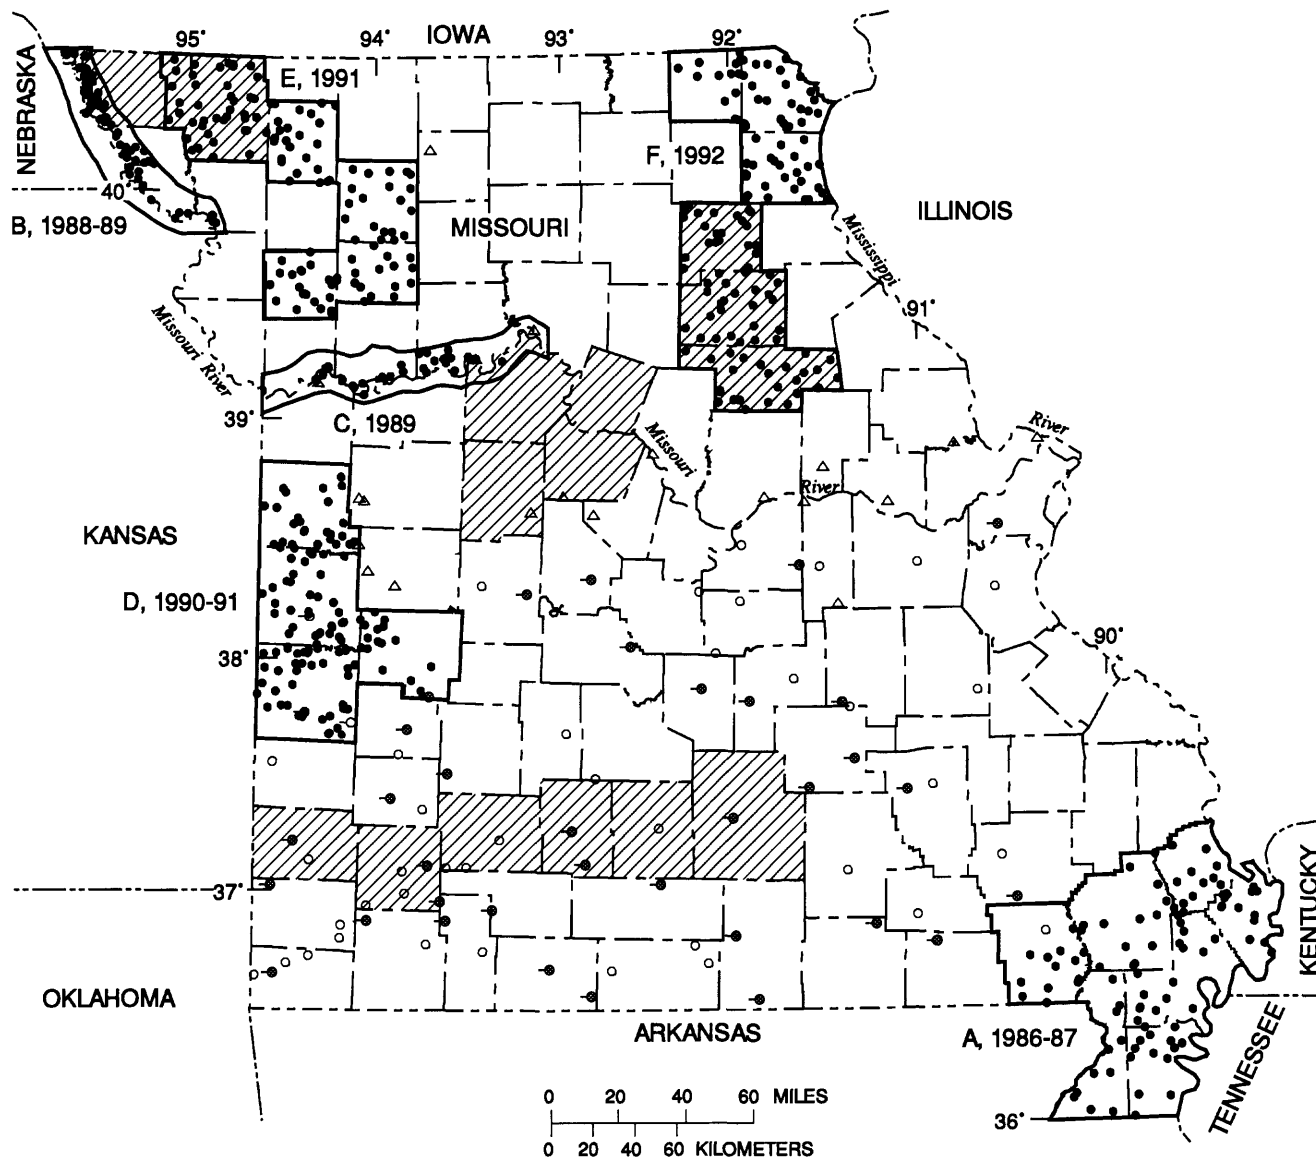 95°
94°
IOWA
93°
92°
NEBRASKA
E, 1991
F, 1992
40
B, 1988-89
MISSOURI
ILLINOIS
Mississippi
91°
Missouri River
39°
C, 1989
Missouri
River
River
KANSAS
D, 1990-91
38°
90°
37°
KENTUCKY
OKLAHOMA
ARKANSAS
A, 1986-87
TENNESSEE
36°
0 20 40 60 MILES
0 20 40 60 KILOMETERS